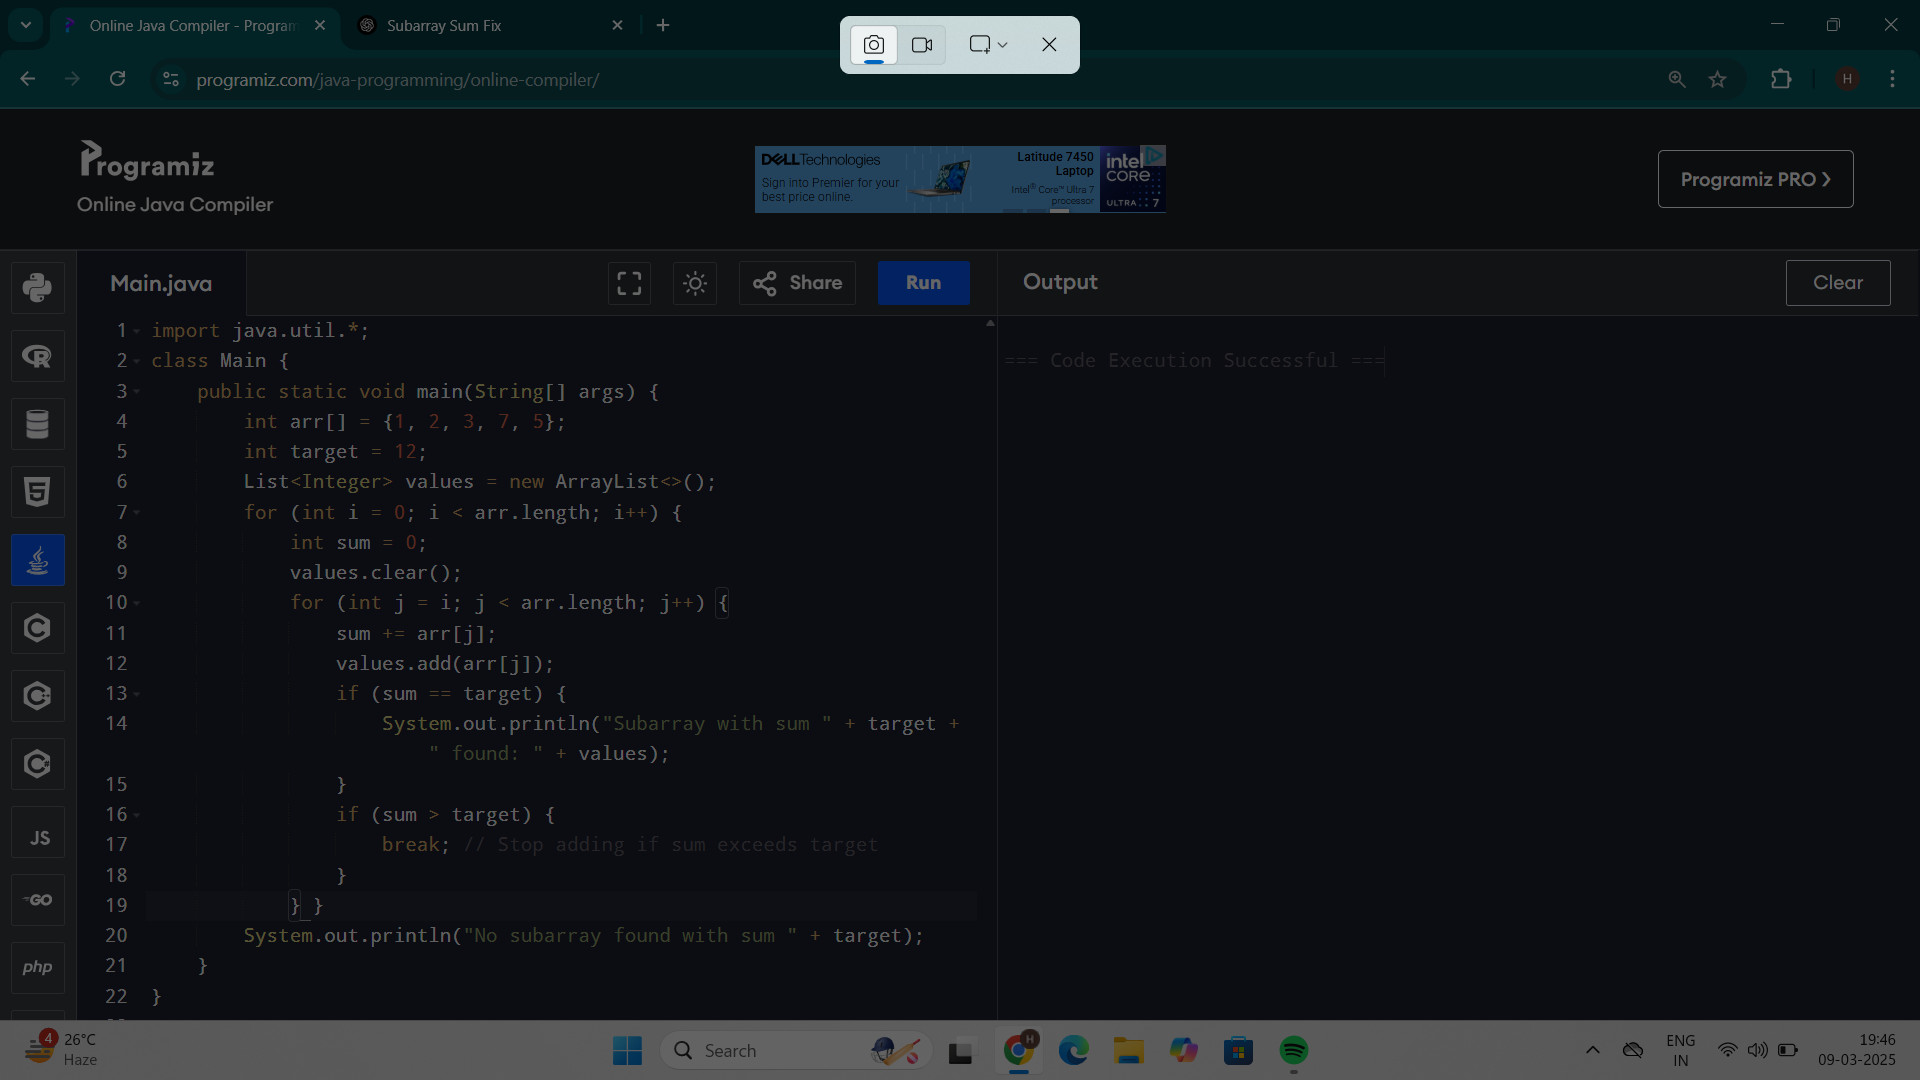 Online Java Compiler - Program
Subarray Sum Fix
programiz.com/java-programming/online-compiler/
H
Programiz
Online Java Compiler
DELLTechnologies
Sign into Premier for your
best price online.
Latitude 7450
Laptop
Intel® Core™ Ultra 7
processor
intel
CORE
ULTRA 7
Programiz PRO ❯
Main.java
Share
Run
Output
Clear
1 import java.util.*;
2 class Main {
3 public static void main(String[] args) {
4 int arr[] = {1, 2, 3, 7, 5};
5 int target = 12;
6 List<Integer> values = new ArrayList<>();
7 for (int i = 0; i < arr.length; i++) {
8 int sum = 0;
9 values.clear();
10 for (int j = i; j < arr.length; j++) {
11 sum += arr[j];
12 values.add(arr[j]);
13 if (sum == target) {
14 System.out.println("Subarray with sum " + target +
" found: " + values);
15 }
16 if (sum > target) {
17 break; // Stop adding if sum exceeds target
18 }
19 } }
20 System.out.println("No subarray found with sum " + target);
21 }
22 }
=== Code Execution Successful ===
R
5
C
C
C
JS
GO
php
4
26°C
Haze
Search
H
ENG
IN
19:46
09-03-2025